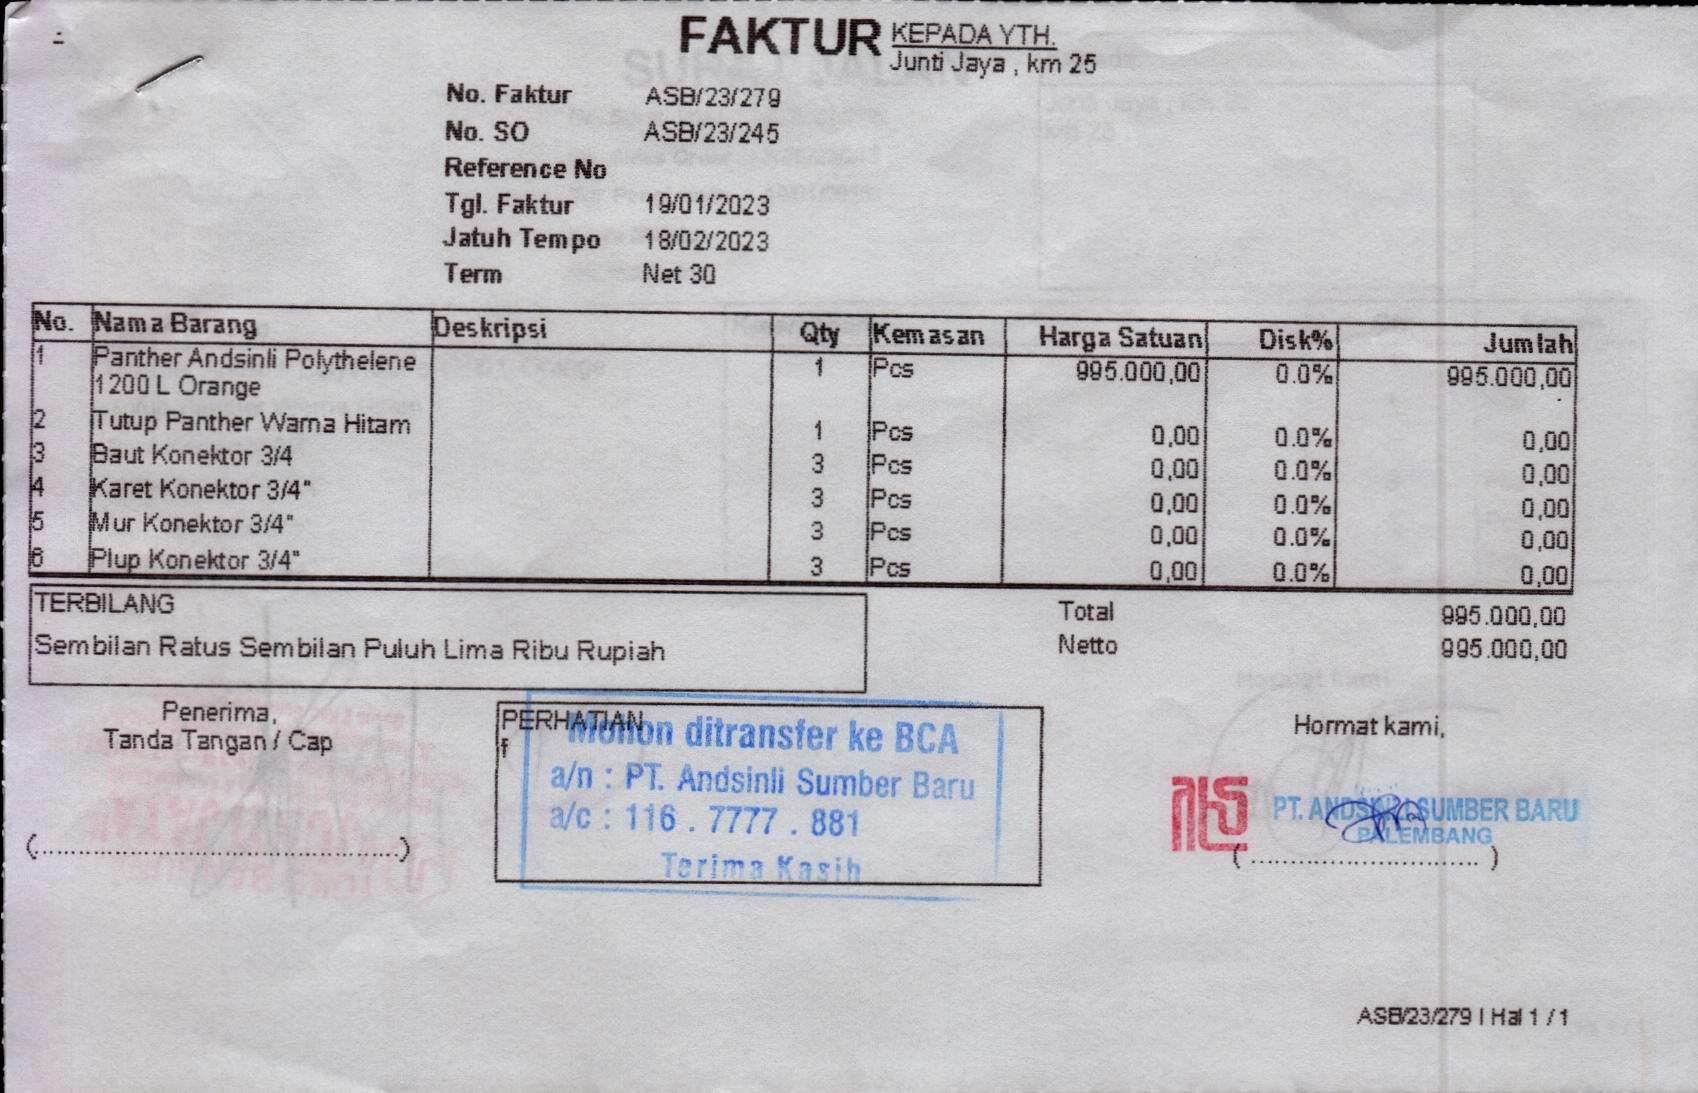 FAKTUR
KEPADA YTH.
Junti Jaya , km 25
No. Faktur ASB/23/279
No. SO ASB/23/245
Reference No
Tgl. Faktur 19/01/2023
Jatuh Tempo 18/02/2023
Term Net 30
No. Nama Barang Deskripsi Qty Kemasan Harga Satuan Disk% Jumlah
1 Panther Andsinli Polythelene 1 Pcs 995.000,00 0.0% 995.000,00
1200 L Orange
2 Tutup Panther Warna Hitam 1 Pcs 0,00 0.0% 0,00
3 Baut Konektor 3/4 3 Pcs 0,00 0.0% 0,00
4 Karet Konektor 3/4" 3 Pcs 0,00 0.0% 0,00
5 Mur Konektor 3/4" 3 Pcs 0,00 0.0% 0,00
6 Plup Konektor 3/4" 3 Pcs 0,00 0.0% 0,00
TERBILANG
Sembilan Ratus Sembilan Puluh Lima Ribu Rupiah
Total 995.000,00
Netto 995.000,00
Penerima,
Tanda Tangan / Cap
(................................................)
PERHATIAN
f
Mohon ditransfer ke BCA
a/n : PT. Andsinli Sumber Baru
a/c : 116 . 7777 . 881
Terima Kasih
Hormat kami,
PT. ANDSINLI SUMBER BARU
PALEMBANG
( .............................. )
ASB/23/279 | Hal 1 / 1